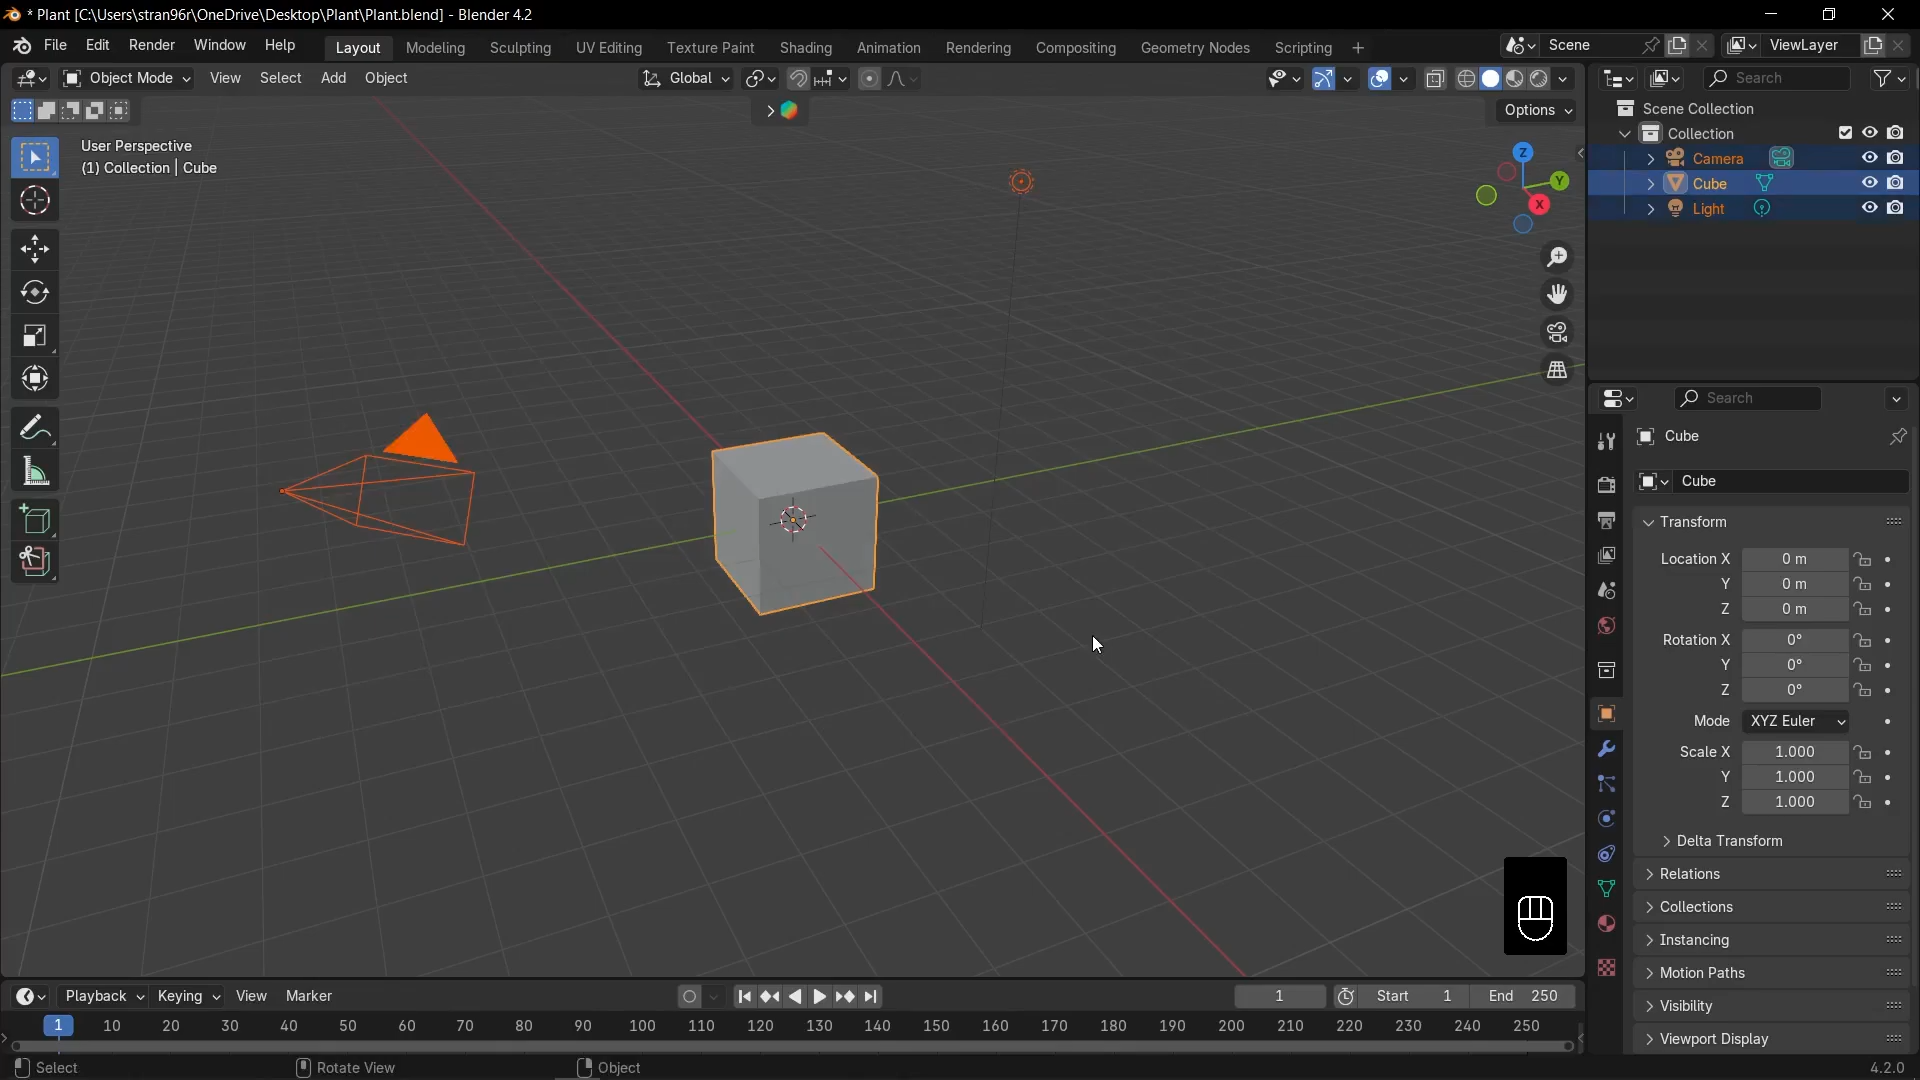 * Plant [C:\Users\stran96r\OneDrive\Desktop\Plant\Plant.blend] - Blender 4.2
File Edit Render Window Help Layout Modeling Sculpting UV Editing Texture Paint Shading Animation Rendering Compositing Geometry Nodes Scripting Scene ViewLayer
Object Mode View Select Add Object Global Search
Options
User Perspective
(1) Collection | Cube
Z
Y
X
Scene Collection
Collection
Camera
Cube
Light
Search
Cube
Cube
Transform
Location X 0 m
Y 0 m
Z 0 m
Rotation X 0°
Y 0°
Z 0°
Mode XYZ Euler
Scale X 1.000
Y 1.000
Z 1.000
Delta Transform
Relations
Collections
Instancing
Motion Paths
Visibility
Viewport Display
Playback Keying View Marker 1 Start 1 End 250
1 10 20 30 40 50 60 70 80 90 100 110 120 130 140 150 160 170 180 190 200 210 220 230 240 250
Select Rotate View Object 4.2.0